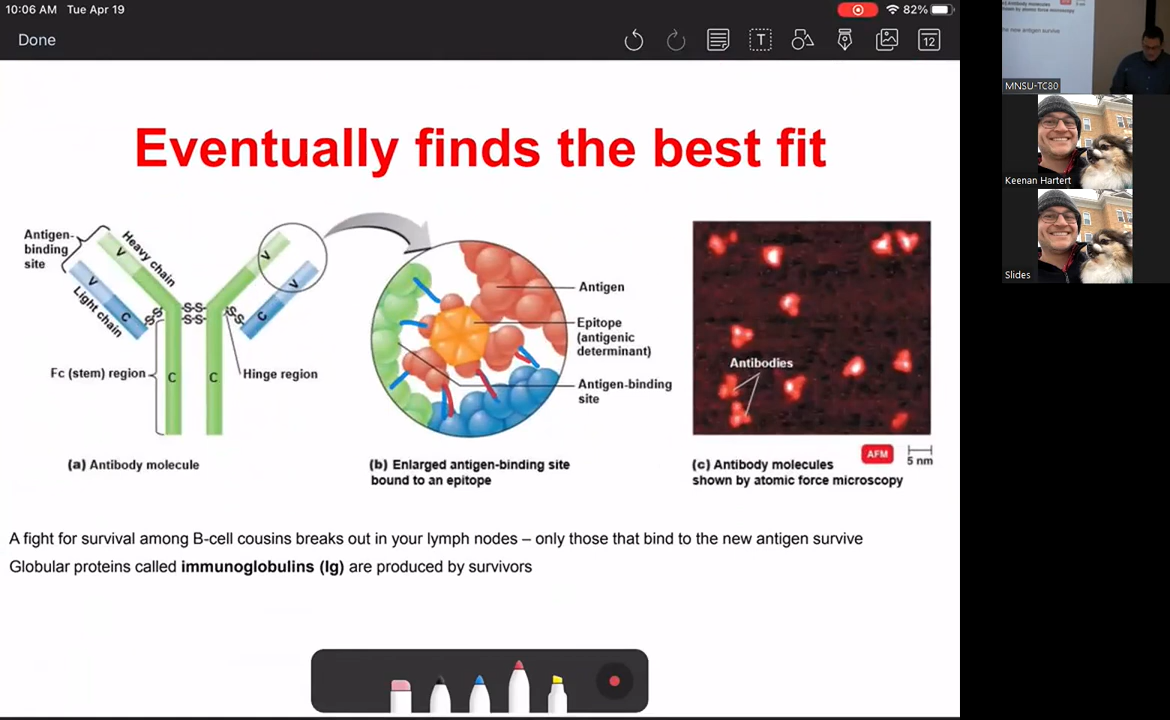 10:06 AM Tue Apr 19
82%
Done
T
12
Eventually finds the best fit
Antigen-
binding
site
Heavy chain
V
V
Light chain
C
S-S
S-S
S-S
S-S
V
V
C
Fc (stem) region
C
C
Hinge region
(a) Antibody molecule
Antigen
Epitope
(antigenic
determinant)
Antigen-binding
site
(b) Enlarged antigen-binding site
bound to an epitope
Antibodies
AFM
5 nm
(c) Antibody molecules
shown by atomic force microscopy
A fight for survival among B-cell cousins breaks out in your lymph nodes – only those that bind to the new antigen survive
Globular proteins called immunoglobulins (Ig) are produced by survivors
MNSU-TC80
Keenan Hartert
Slides